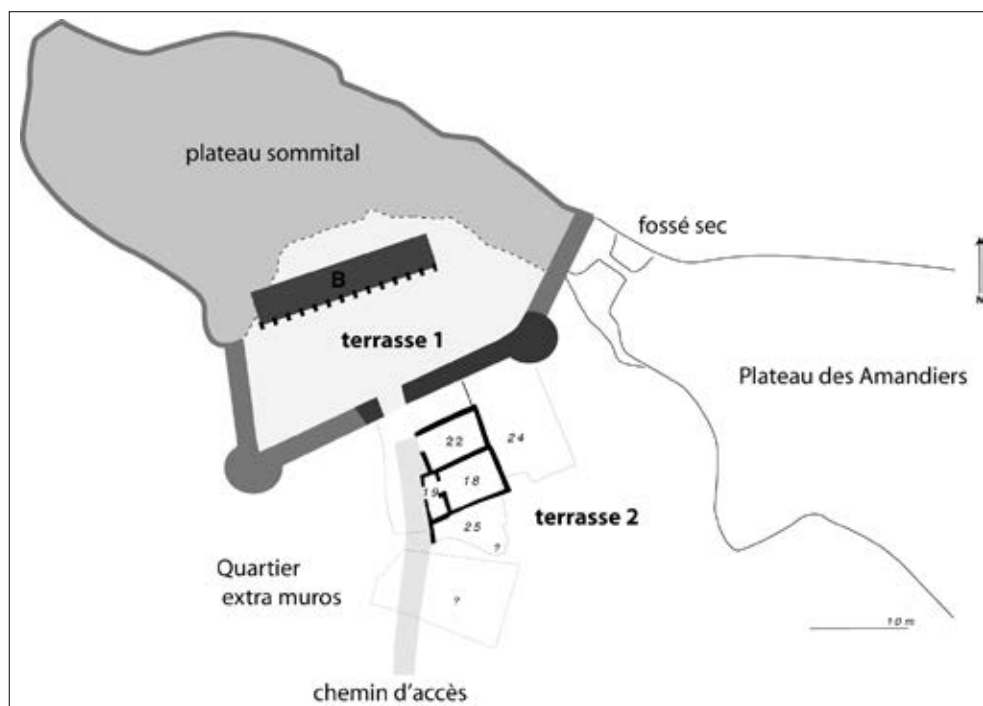 plateau sommital
fossé sec
B
terrasse 1
Plateau des Amandiers
22
24
19
18
25
terrasse 2
?
Quartier
extra muros
?
10 m
chemin d'accès